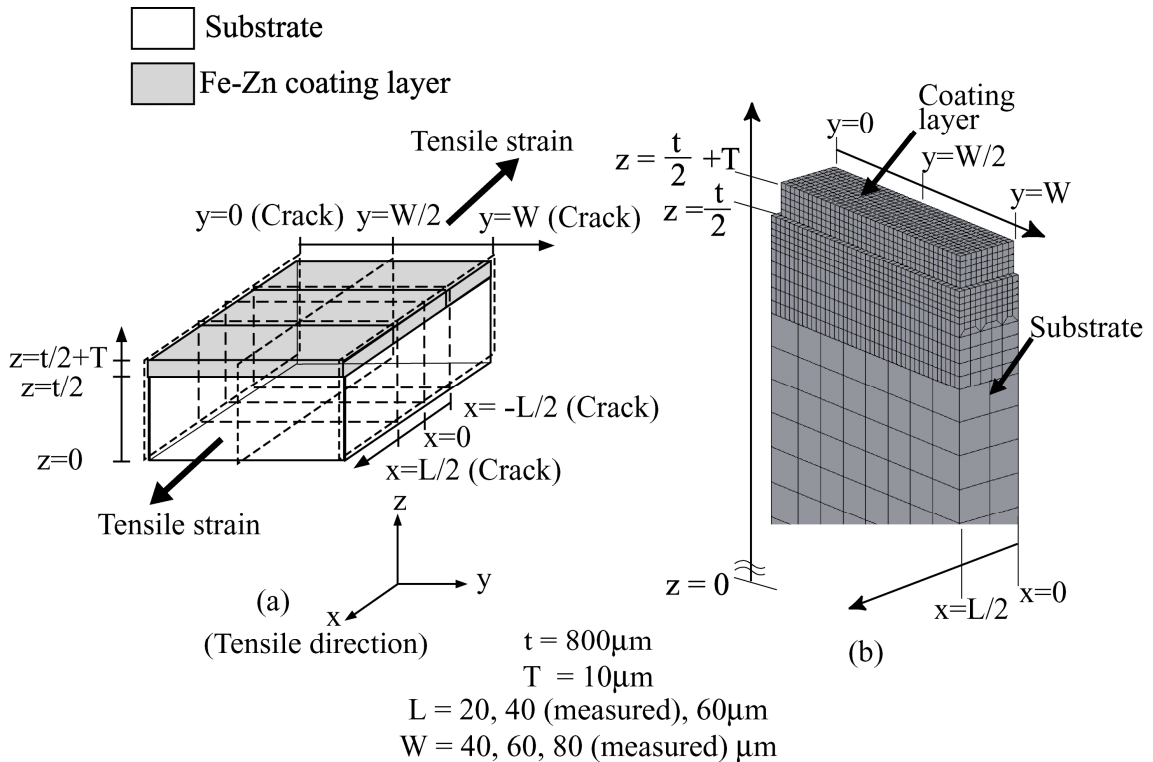 Substrate
Fe-Zn coating layer
Tensile strain
y=0 (Crack) y=W/2 y=W (Crack)
z=t/2+T
z=t/2
z=0
x= -L/2 (Crack)
x=0
x=L/2 (Crack)
Tensile strain
z
y
x
(a)
(Tensile direction)
Coating
layer
y=0
y=W/2
y=W
z = t/2 +T
z = t/2
Substrate
z = 0
x=L/2
x=0
(b)
t = 800μm
T = 10μm
L = 20, 40 (measured), 60μm
W = 40, 60, 80 (measured) μm